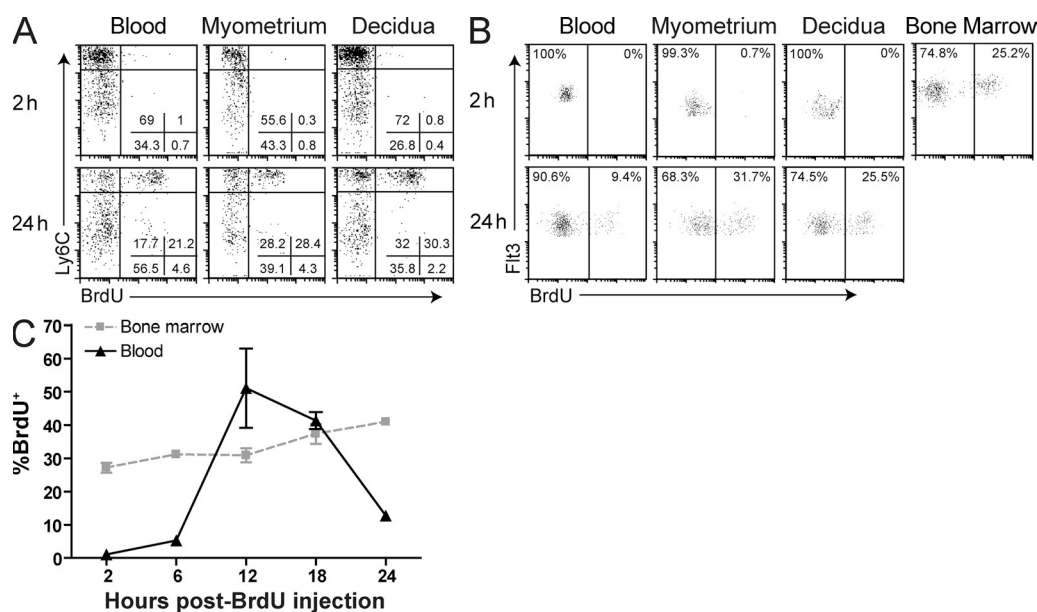 A
Blood
Myometrium
Decidua
2h
69 1
34.3 0.7
55.6 0.3
43.3 0.8
72 0.8
26.8 0.4
24h
17.7 21.2
56.5 4.6
28.2 28.4
39.1 4.3
32 30.3
35.8 2.2
Ly6C
BrdU
B
Blood
Myometrium
Decidua
Bone Marrow
2h
100% 0%
99.3% 0.7%
100% 0%
74.8% 25.2%
24h
90.6% 9.4%
68.3% 31.7%
74.5% 25.5%
Flt3
BrdU
C
Bone marrow
Blood
%BrdU+
70
60
50
40
30
20
10
0
2 6 12 18 24
Hours post-BrdU injection